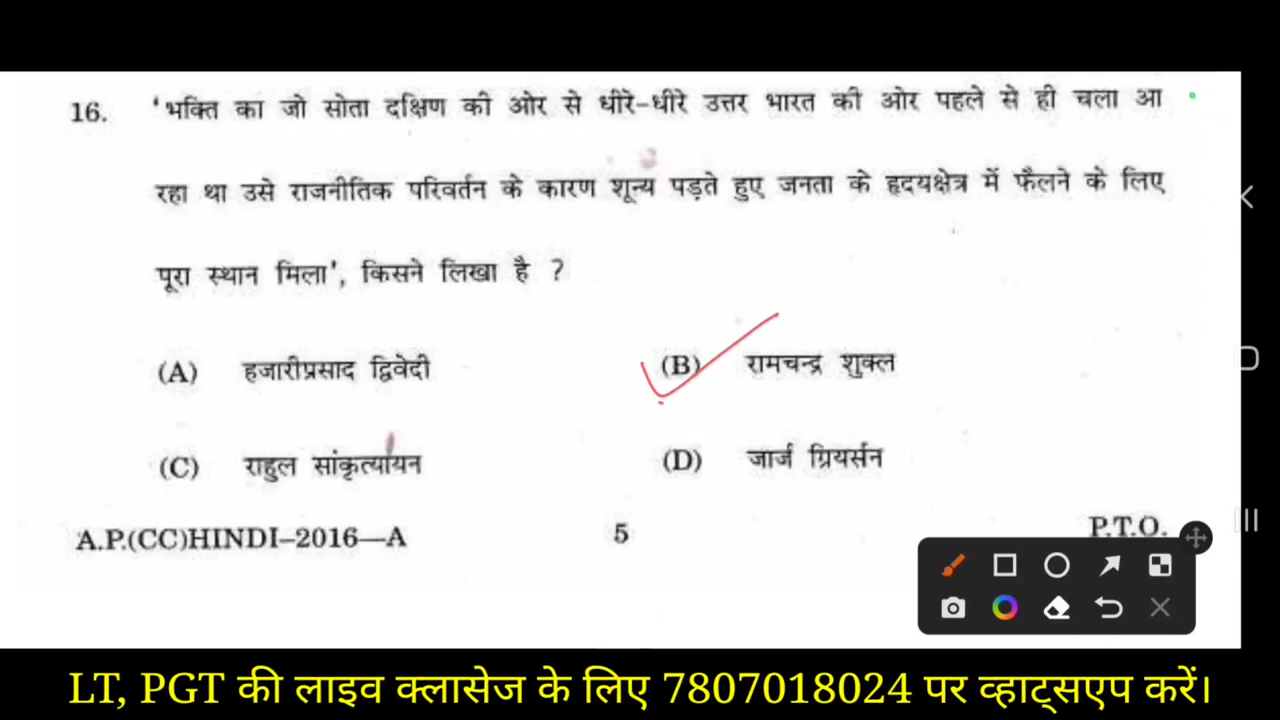 16. 'भक्ति का जो सोता दक्षिण की ओर से धीरे-धीरे उत्तर भारत की ओर पहले से ही चला आ
रहा था उसे राजनीतिक परिवर्तन के कारण शून्य पड़ते हुए जनता के हृदयक्षेत्र में फैलने के लिए
पूरा स्थान मिला', किसने लिखा है ?
(A) हजारीप्रसाद द्विवेदी (B) रामचन्द्र शुक्ल
(C) राहुल सांकृत्यायन (D) जार्ज ग्रियर्सन
A.P.(CC)HINDI–2016—A 5 P.T.O.
LT, PGT की लाइव क्लासेज के लिए 7807018024 पर व्हाट्सएप करें।